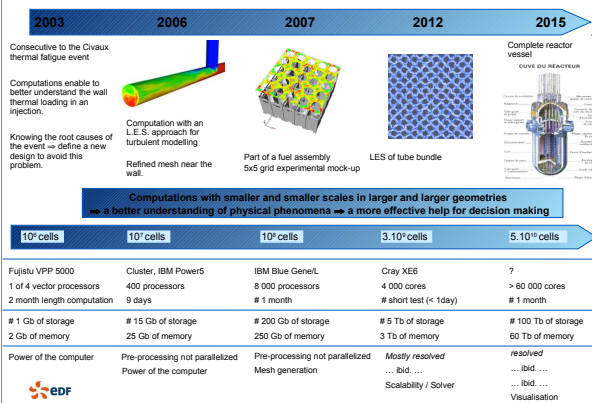 2003
2006
2007
2012
2015
Consecutive to the Civaux
thermal fatigue event
Computations enable to
better understand the wall
thermal loading in an
injection.
Knowing the root causes of
the event ⇒ define a new
design to avoid this
problem.
Computation with an
L.E.S. approach for
turbulent modelling
Refined mesh near the
wall.
Part of a fuel assembly
5x5 grid experimental mock-up
LES of tube bundle
Complete reactor
vessel
CUVE DU RÉACTEUR
Computations with smaller and smaller scales in larger and larger geometries
⇒ a better understanding of physical phenomena ⇒ a more effective help for decision making
10⁶ cells
10⁷ cells
10⁸ cells
3.10⁹ cells
5.10¹⁰ cells
Fujistu VPP 5000
1 of 4 vector processors
2 month length computation
Cluster, IBM Power5
400 processors
9 days
IBM Blue Gene/L
8 000 processors
# 1 month
Cray XE6
4 000 cores
# short test (< 1day)
?
> 60 000 cores
# 1 month
# 1 Gb of storage
2 Gb of memory
# 15 Gb of storage
25 Gb of memory
# 200 Gb of storage
250 Gb of memory
# 5 Tb of storage
3 Tb of memory
# 100 Tb of storage
60 Tb of memory
Power of the computer
Pre-processing not parallelized
Power of the computer
Pre-processing not parallelized
Mesh generation
Mostly resolved
... ibid. ...
Scalability / Solver
resolved
... ibid. ...
... ibid. ...
Visualisation
eDF